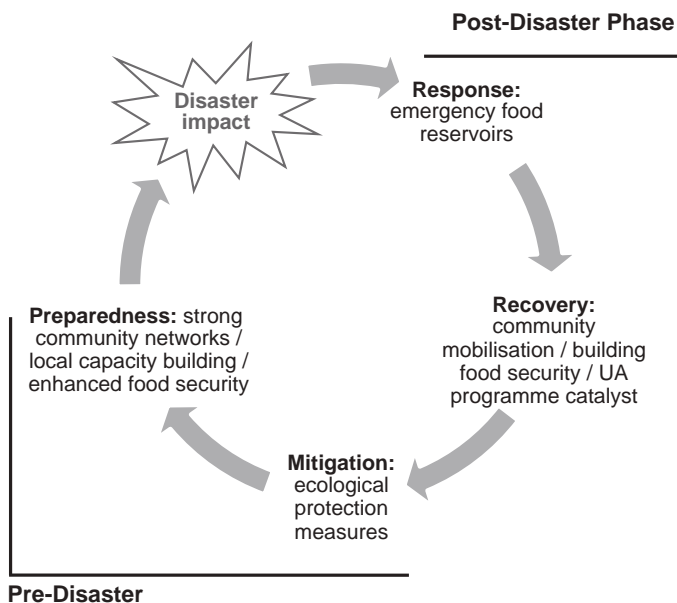 Post-Disaster Phase
Disaster
impact
Response:
emergency food
reservoirs
Recovery:
community
mobilisation / building
food security / UA
programme catalyst
Mitigation:
ecological
protection
measures
Preparedness: strong
community networks /
local capacity building /
enhanced food security
Pre-Disaster